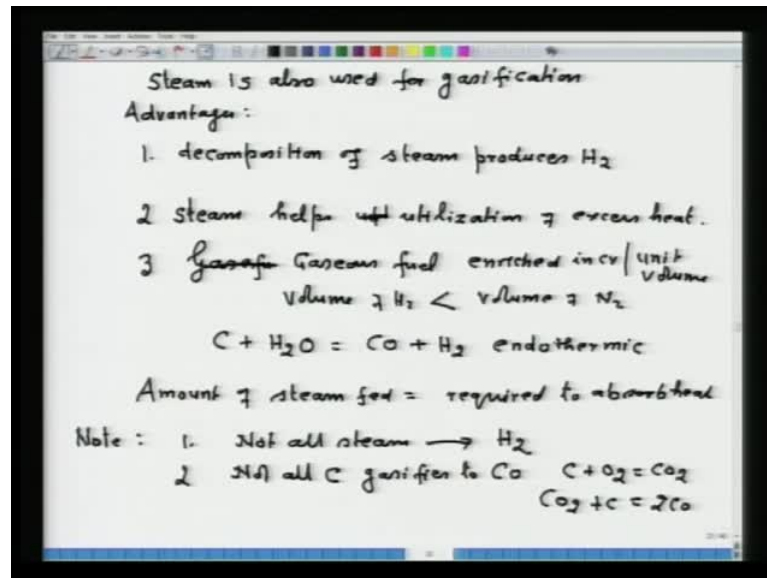 Steam is also used for gasification
Advantages:
1. decomposition of steam produces H2
2 Steam helps utilization of excess heat.
3 Gaseous fuel enriched in cv/unit volume
Volume of H2 < volume of N2
C + H2O = CO + H2 endothermic
Amount of steam fed = required to absorb heat
Note: 1. Not all steam → H2
2 Not all C gasifies to CO C + O2 = CO2
CO2 + C = 2CO